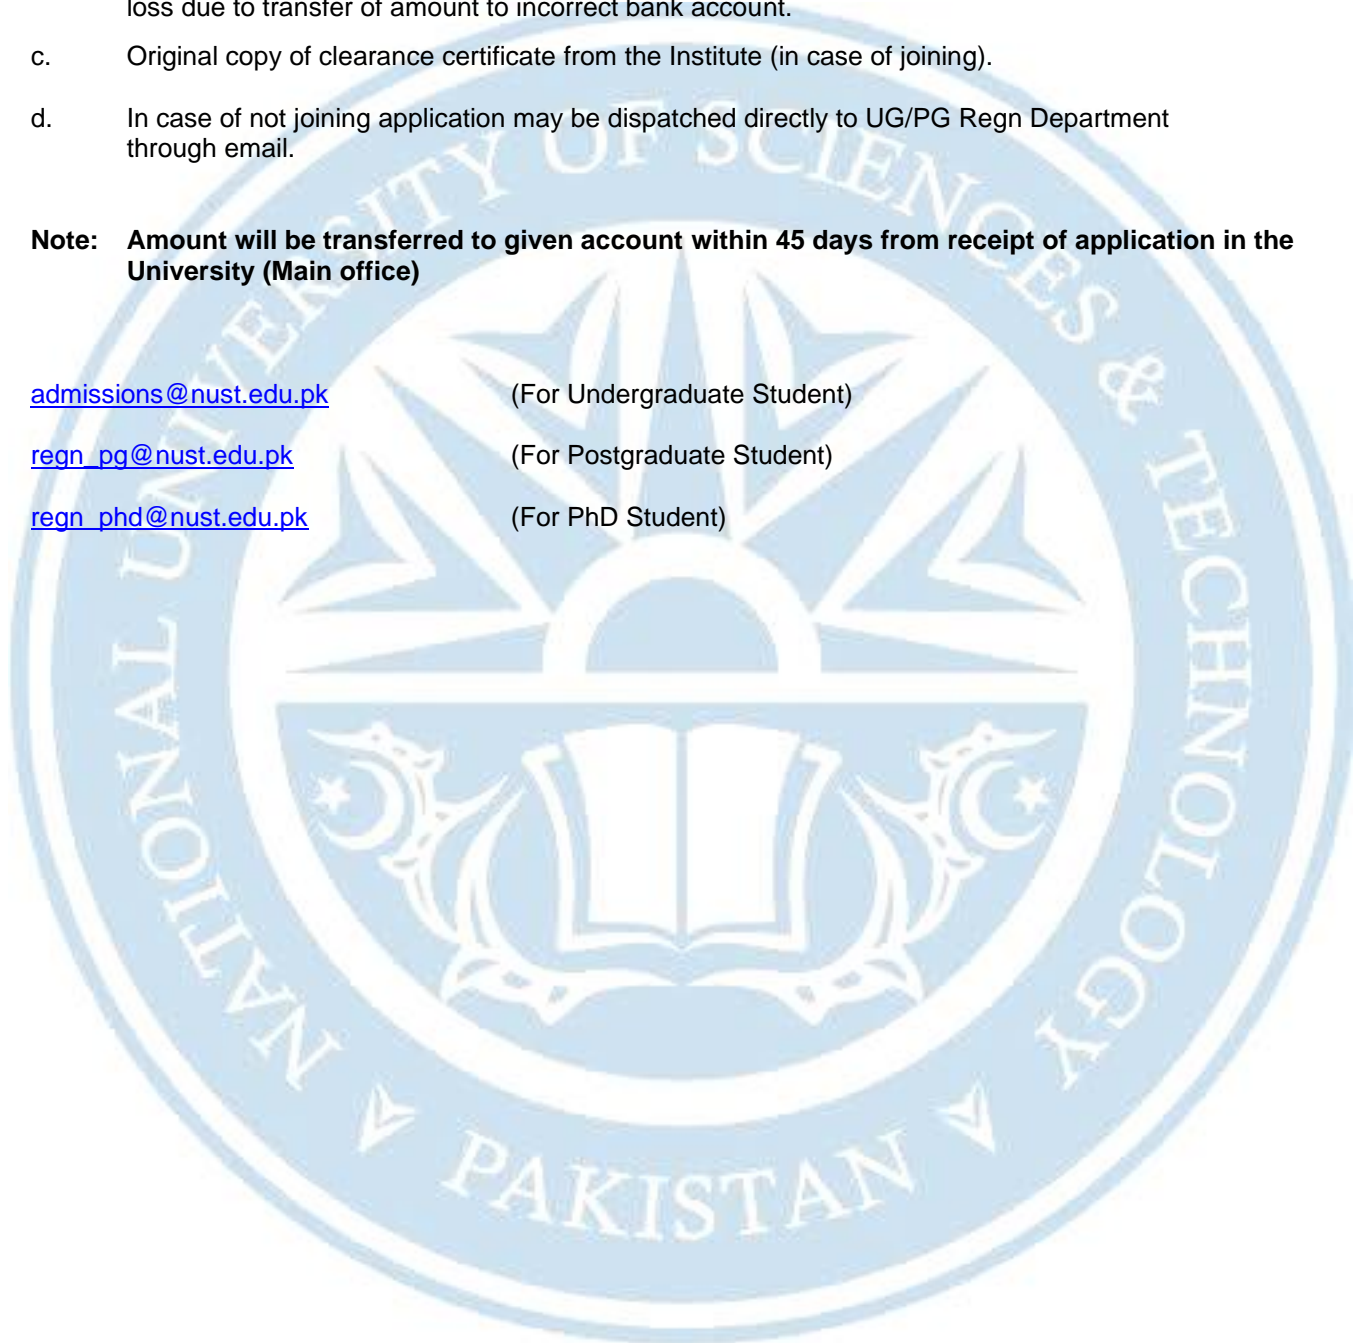 loss due to transfer of amount to incorrect bank account.
c. Original copy of clearance certificate from the Institute (in case of joining).
d. In case of not joining application may be dispatched directly to UG/PG Regn Department
through email.
Note: Amount will be transferred to given account within 45 days from receipt of application in the
University (Main office)
admissions@nust.edu.pk (For Undergraduate Student)
regn_pg@nust.edu.pk (For Postgraduate Student)
regn_phd@nust.edu.pk (For PhD Student)
NATIONAL UNIVERSITY OF SCIENCES & TECHNOLOGY
PAKISTAN